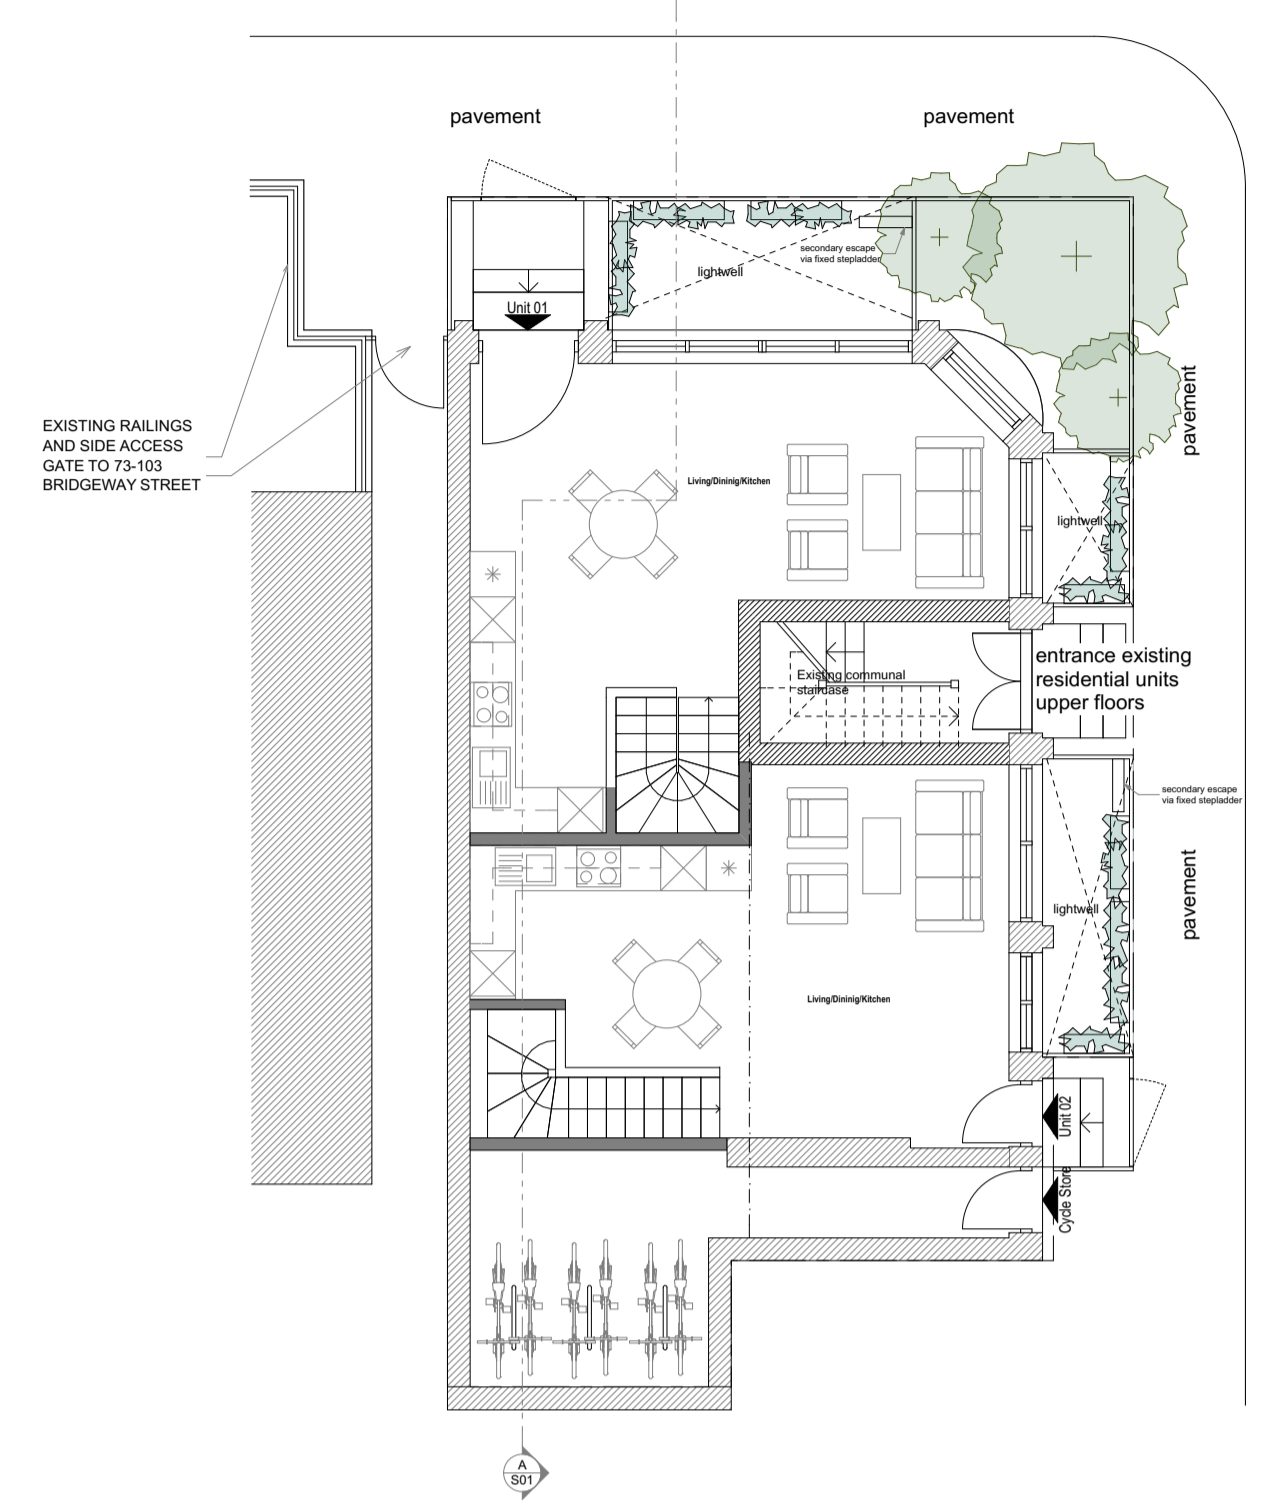 pavement
pavement
secondary escape
via fixed stepladder
lightwell
Unit 01
pavement
EXISTING RAILINGS
AND SIDE ACCESS
GATE TO 73-103
BRIDGEWAY STREET
Living/Dininig/Kitchen
lightwell
entrance existing
residential units
upper floors
Existing communal
staircase
secondary escape
via fixed stepladder
pavement
lightwell
Living/Dininig/Kitchen
Unit 02
Cycle Store
A
S01